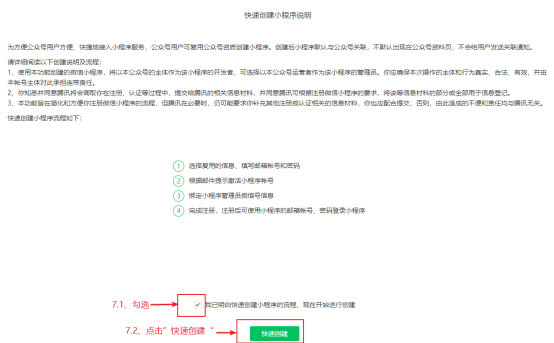 快速创建小程序说明
为方便公众号用户方便、快捷地接入小程序服务，公众号用户可复用公众号资质创建小程序。创建后小程序默认与公众号关联，不默认出现在公众号资料页，不会给用户发送关联通知。
请详细阅读以下创建说明及流程：
1、使用本功能创建的微信小程序，将以本公众号的主体作为该小程序的开发者，可选择以本公众号运营者作为该小程序的管理员。你应确保本次操作的主体和行为真实、合法、有效，并由
本帐号主体对此承担连带责任。
2、你知悉并同意腾讯将会调取你在注册、认证等过程中，提交给腾讯的相关信息材料，并同意腾讯可根据注册微信小程序的要求，将该等信息材料的部分或全部用于信息登记。
3、本功能旨在简化和方便你注册微信小程序的流程，但腾讯在必要时，仍可能要求你补充其他注册或认证相关的信息材料，你也应配合提交，否则，由此造成的不便和责任均与腾讯无关。
快速创建小程序流程如下：
1 选择复用的信息、填写邮箱帐号和密码
2 根据邮件提示激活小程序帐号
3 绑定小程序管理员微信号信息
4 完成注册，注册后可使用小程序的邮箱帐号、密码登录小程序
7.1、勾选 我已明白快速创建小程序的流程，现在开始进行创建
7.2、点击”快速创建“ 快速创建